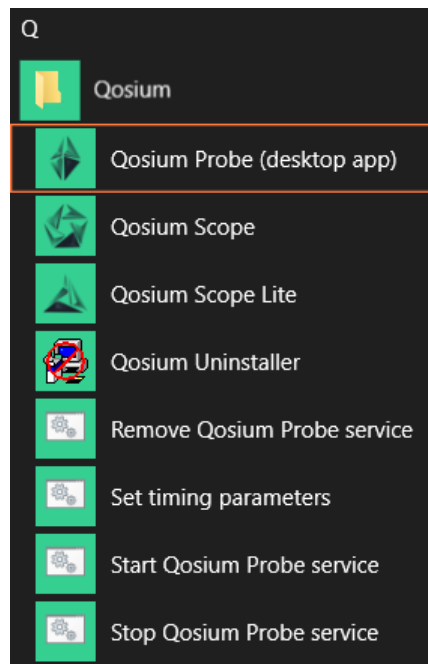 Q
Qosium
Qosium Probe (desktop app)
Qosium Scope
Qosium Scope Lite
Qosium Uninstaller
Remove Qosium Probe service
Set timing parameters
Start Qosium Probe service
Stop Qosium Probe service